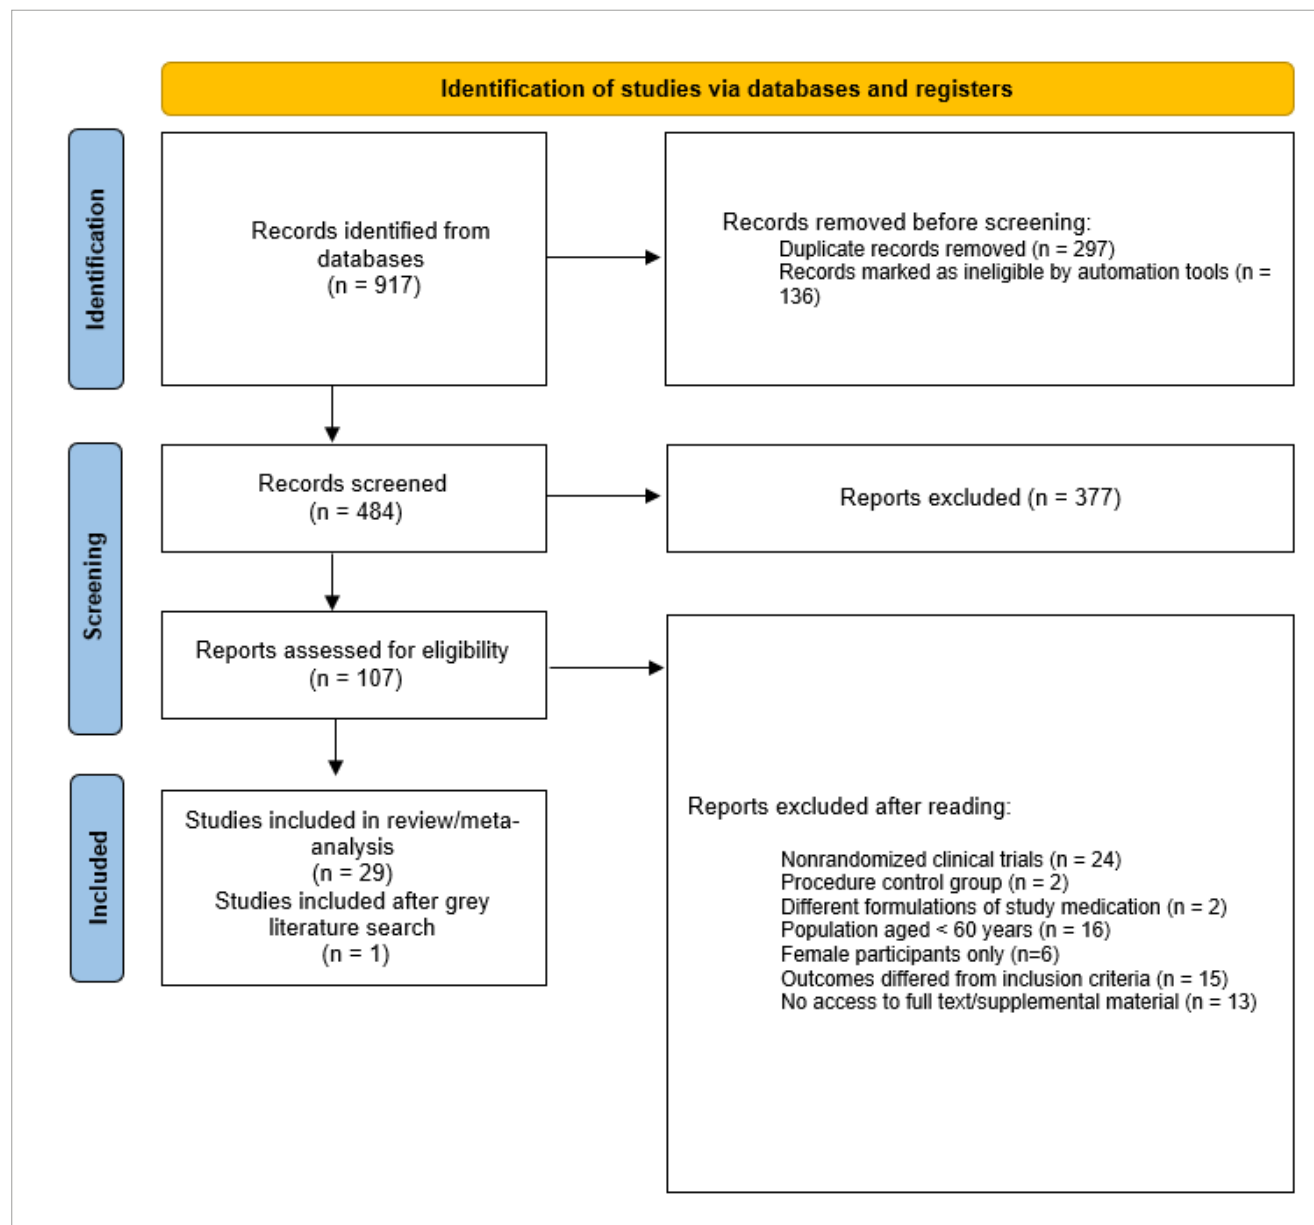 Identification of studies via databases and registers
Identification
Records identified from
databases
(n = 917)
Records removed before screening:
Duplicate records removed (n = 297)
Records marked as ineligible by automation tools (n =
136)
Screening
Records screened
(n = 484)
Reports excluded (n = 377)
Reports assessed for eligibility
(n = 107)
Reports excluded after reading:
Nonrandomized clinical trials (n = 24)
Procedure control group (n = 2)
Different formulations of study medication (n = 2)
Population aged < 60 years (n = 16)
Female participants only (n=6)
Outcomes differed from inclusion criteria (n = 15)
No access to full text/supplemental material (n = 13)
Included
Studies included in review/meta-
analysis
(n = 29)
Studies included after grey
literature search
(n = 1)